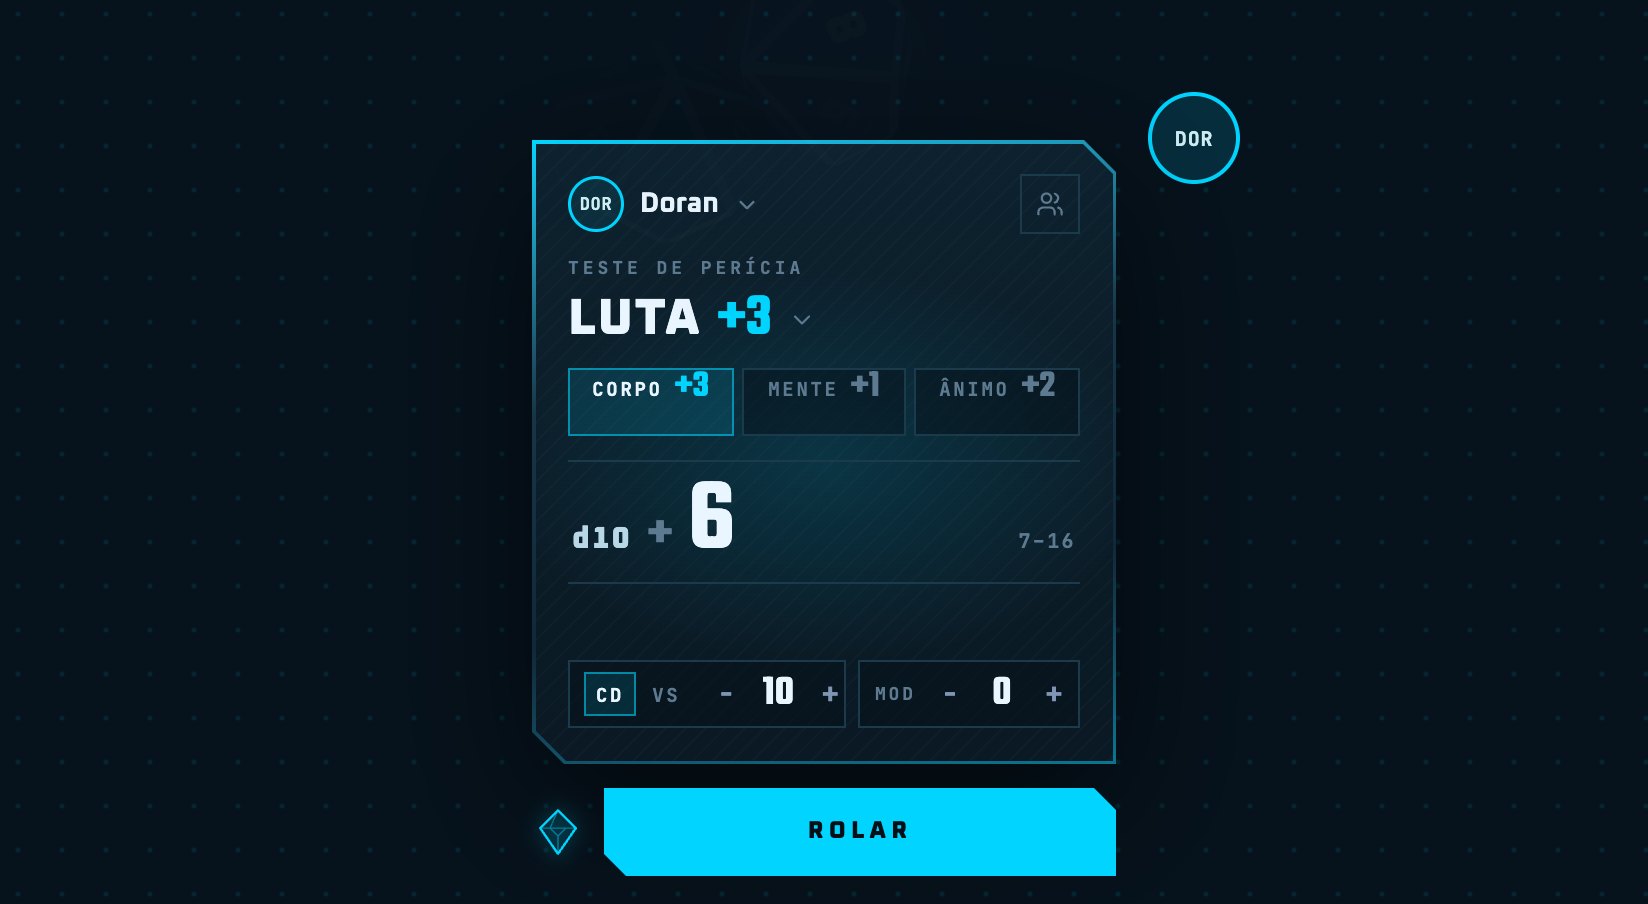 DOR
DOR Doran
TESTE DE PERÍCIA
LUTA +3
CORPO +3 MENTE +1 ÂNIMO +2
d10 + 6 7-16
CD VS - 10 + MOD - 0 +
ROLAR